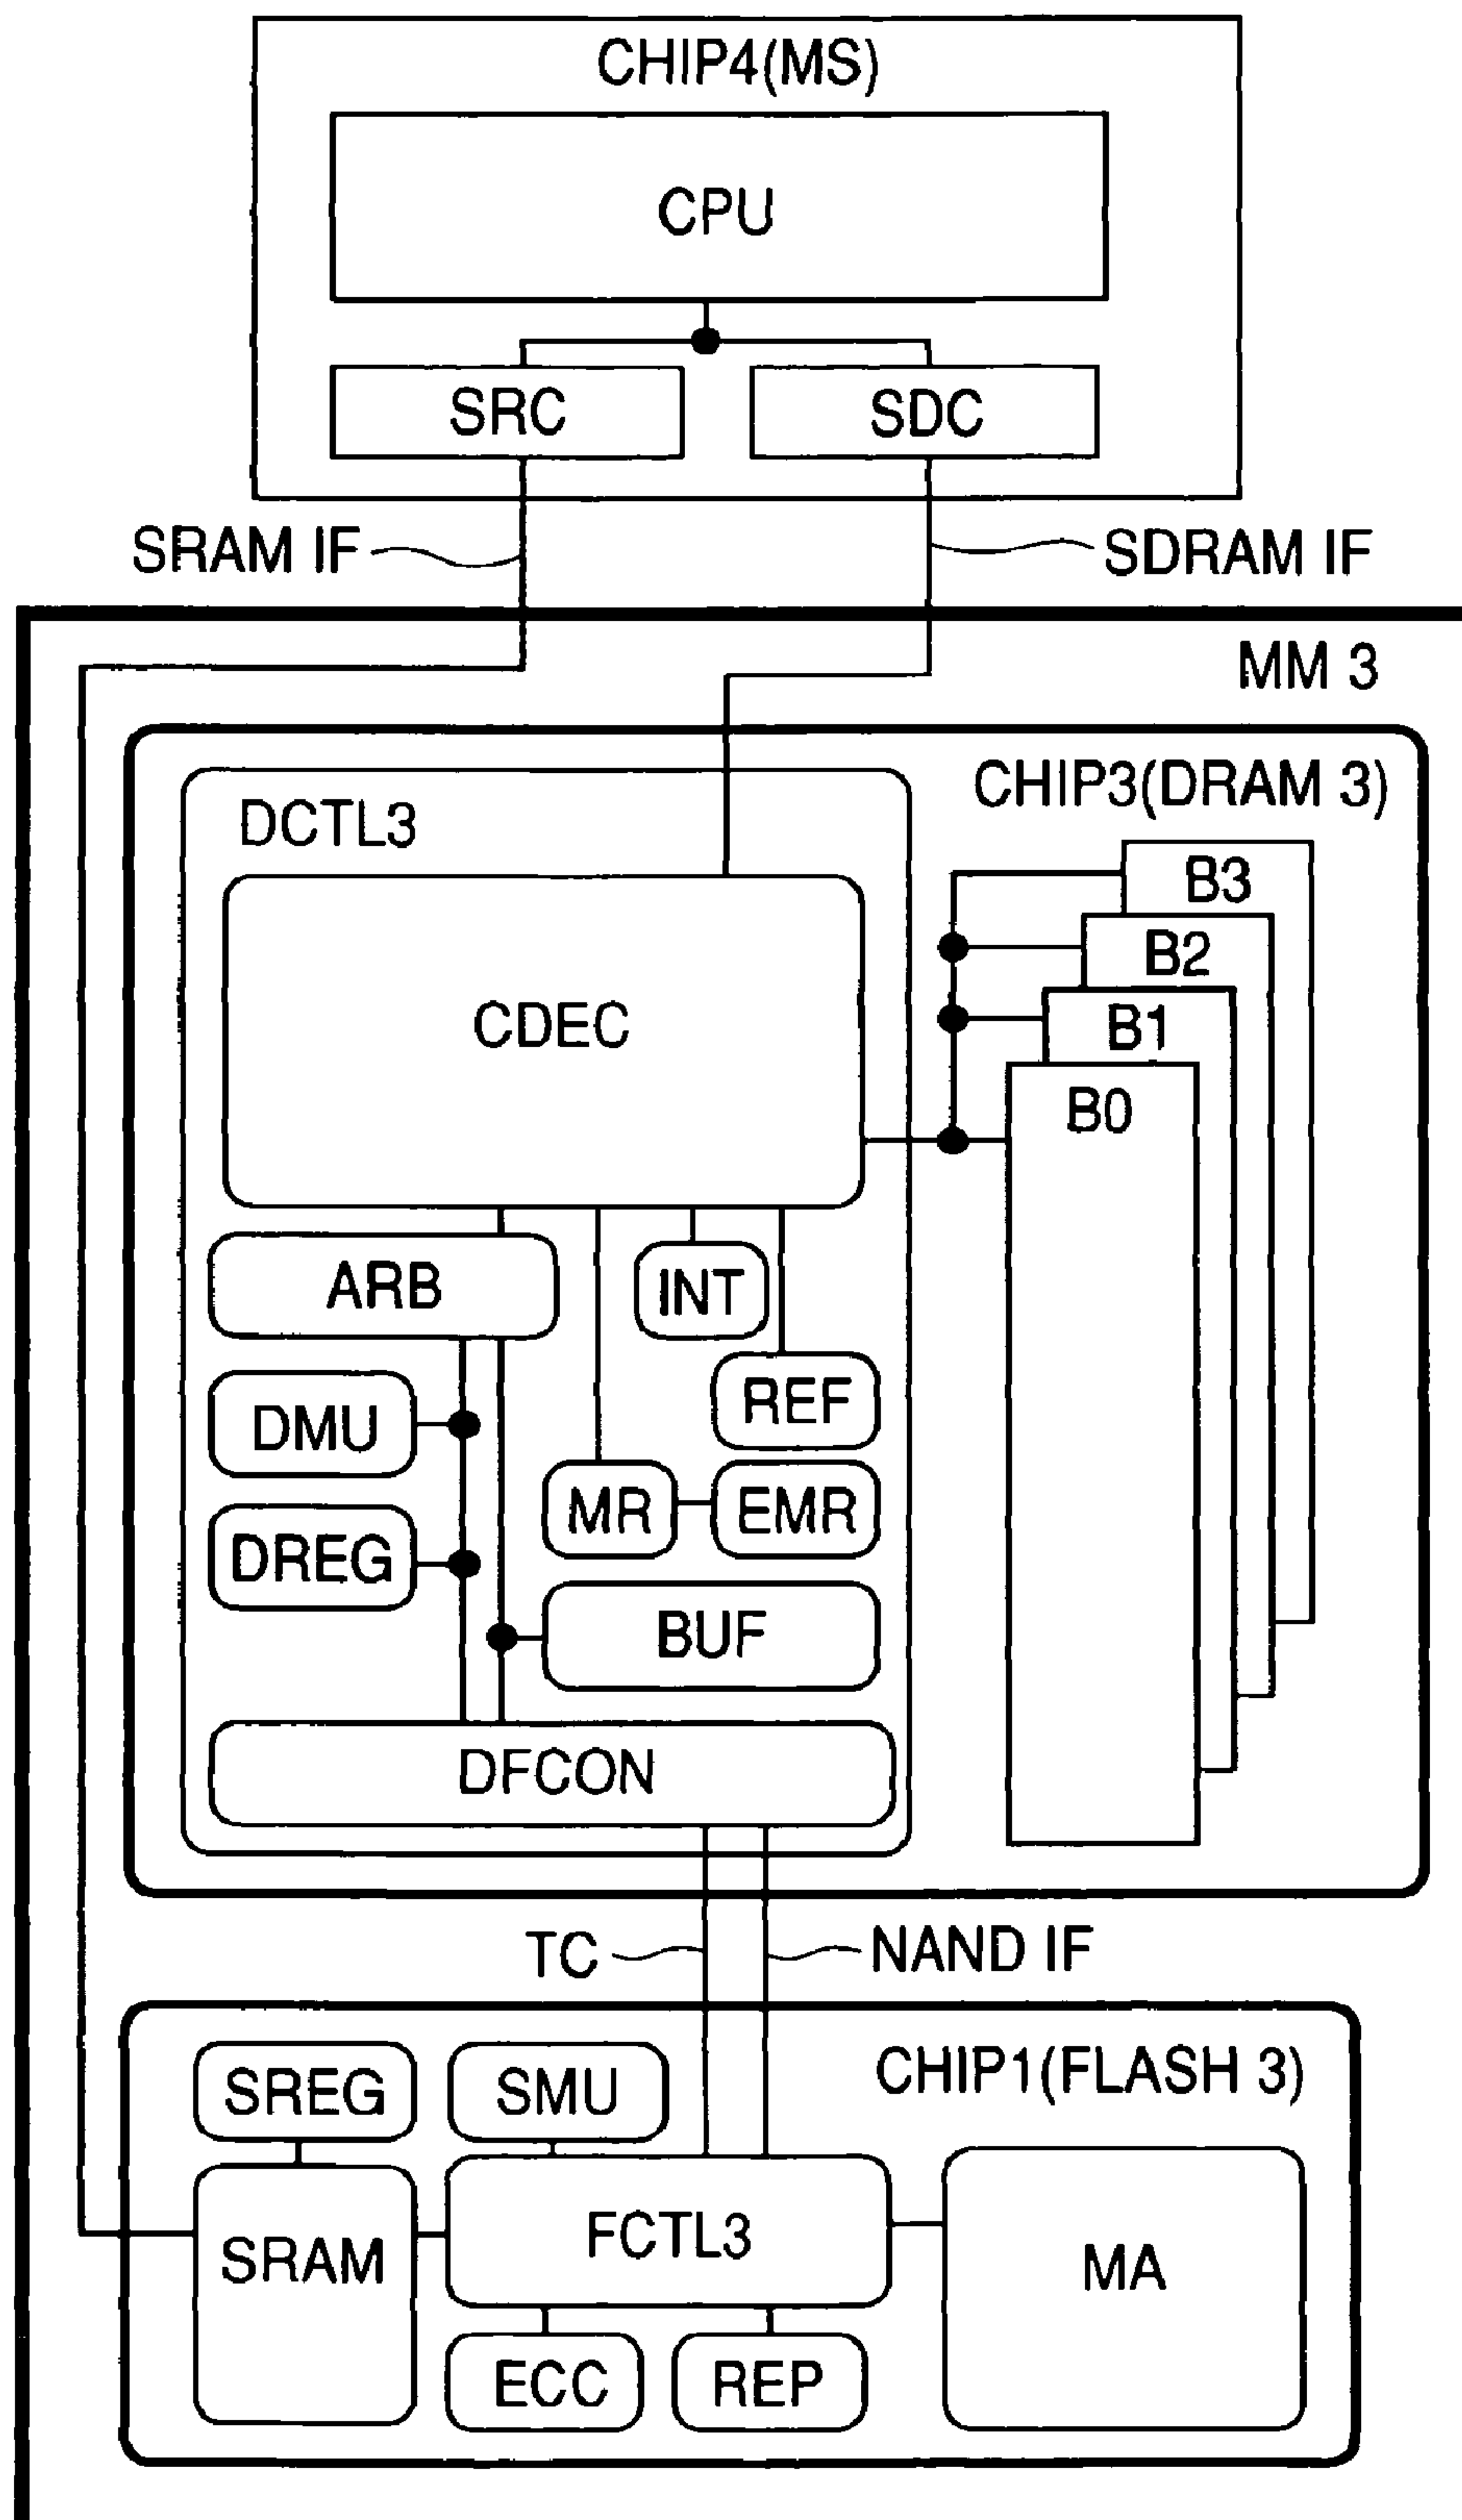 CHIP4(MS)
CPU
SRC
SDC
SRAM IF
SDRAM IF
MM 3
CHIP3(DRAM 3)
DCTL3
B3
B2
B1
B0
CDEC
ARB
INT
REF
DMU
MR
EMR
DREG
BUF
DFCON
TC
NAND IF
CHIP1(FLASH 3)
SREG
SMU
SRAM
FCTL3
MA
ECC
REP